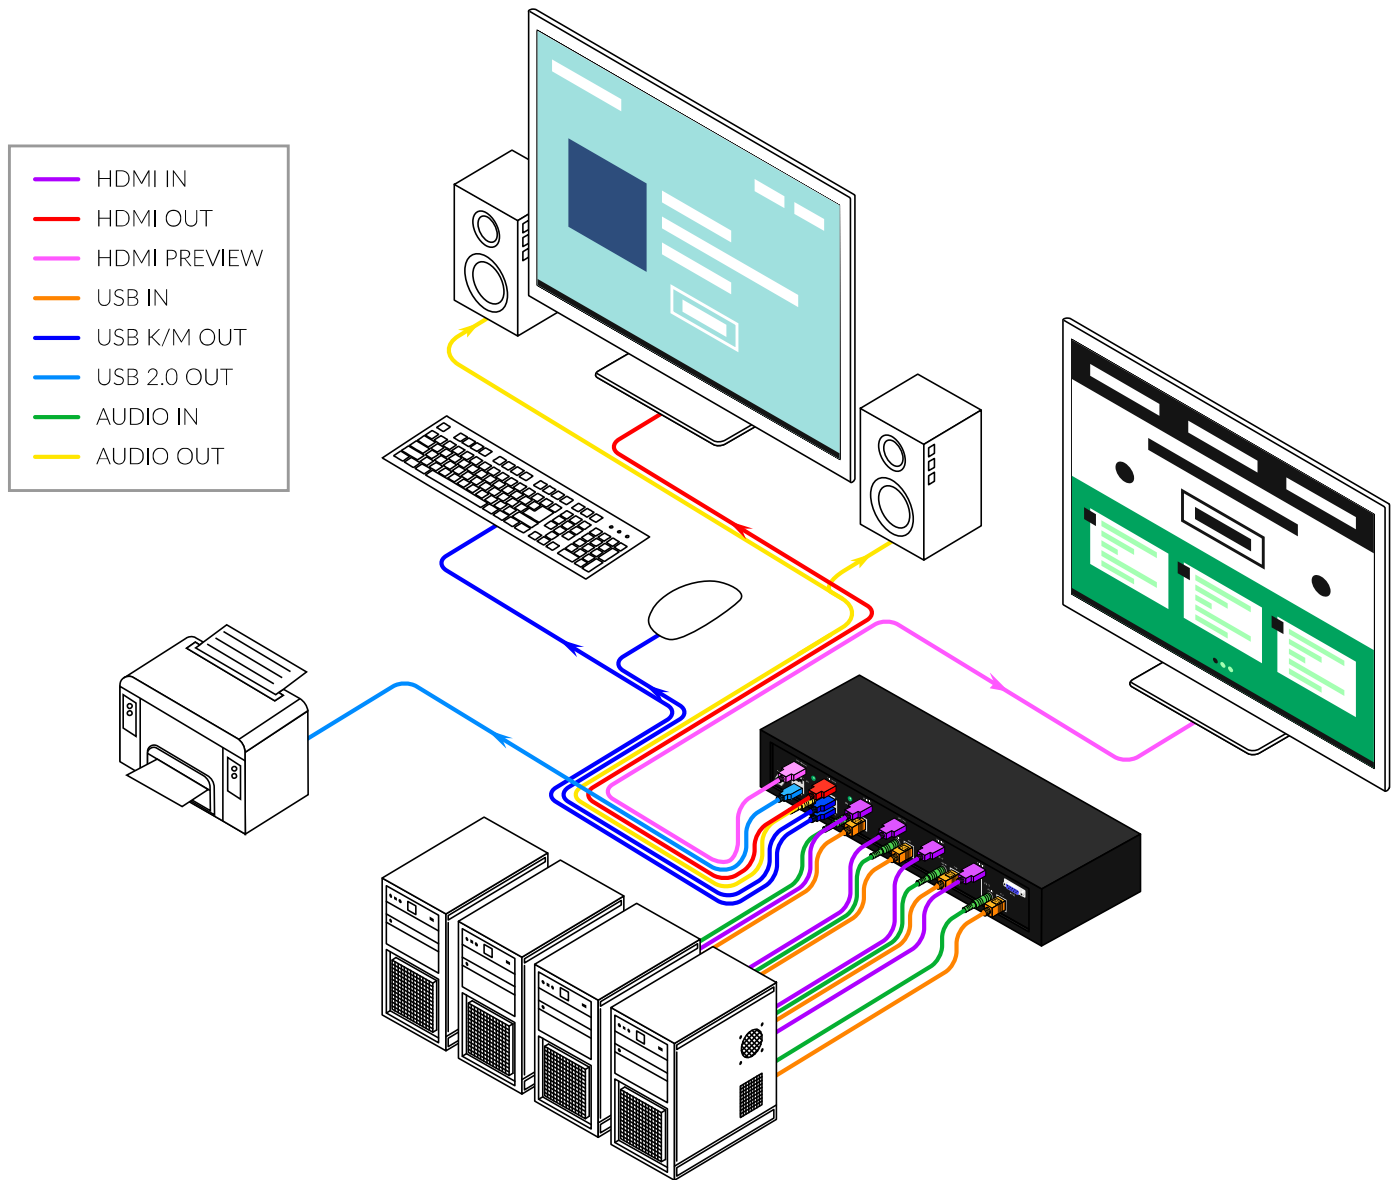 HDMI IN
HDMI OUT
HDMI PREVIEW
USB IN
USB K/M OUT
USB 2.0 OUT
AUDIO IN
AUDIO OUT